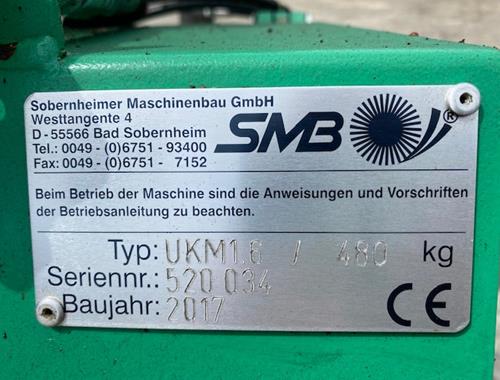 Sobernheimer Maschinenbau GmbH
Westtangente 4
D - 55566 Bad Sobernheim
Tel.: 0049 - (0)6751 - 93400
Fax: 0049 - (0)6751 - 7152
SMB ®
Beim Betrieb der Maschine sind die Anweisungen und Vorschriften
der Betriebsanleitung zu beachten.
Typ: UKM1.6 / 480 kg
Seriennr.: 520 034
Baujahr: 2017
CE